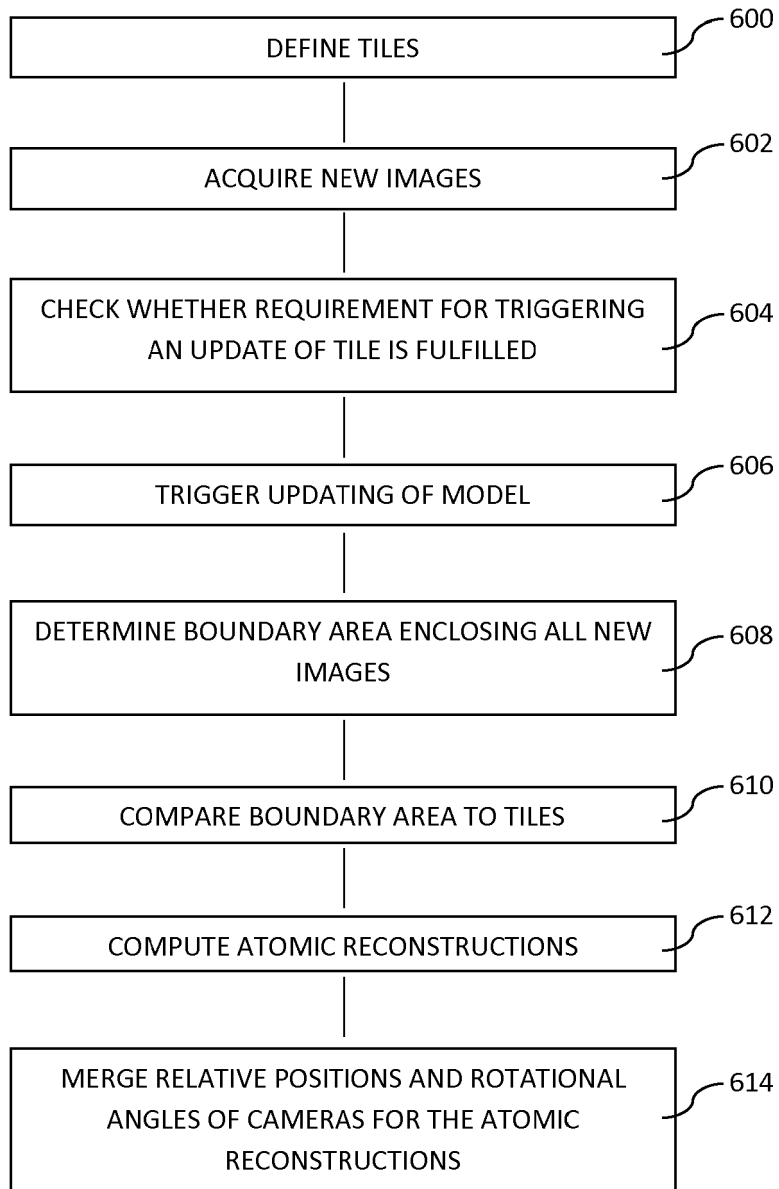 600
DEFINE TILES
602
ACQUIRE NEW IMAGES
CHECK WHETHER REQUIREMENT FOR TRIGGERING
604
AN UPDATE OF TILE IS FULFILLED
606
TRIGGER UPDATING OF MODEL
DETERMINE BOUNDARY AREA ENCLOSING ALL NEW
608
IMAGES
610
COMPARE BOUNDARY AREA TO TILES
612
COMPUTE ATOMIC RECONSTRUCTIONS
MERGE RELATIVE POSITIONS AND ROTATIONAL
614
ANGLES OF CAMERAS FOR THE ATOMIC
RECONSTRUCTIONS